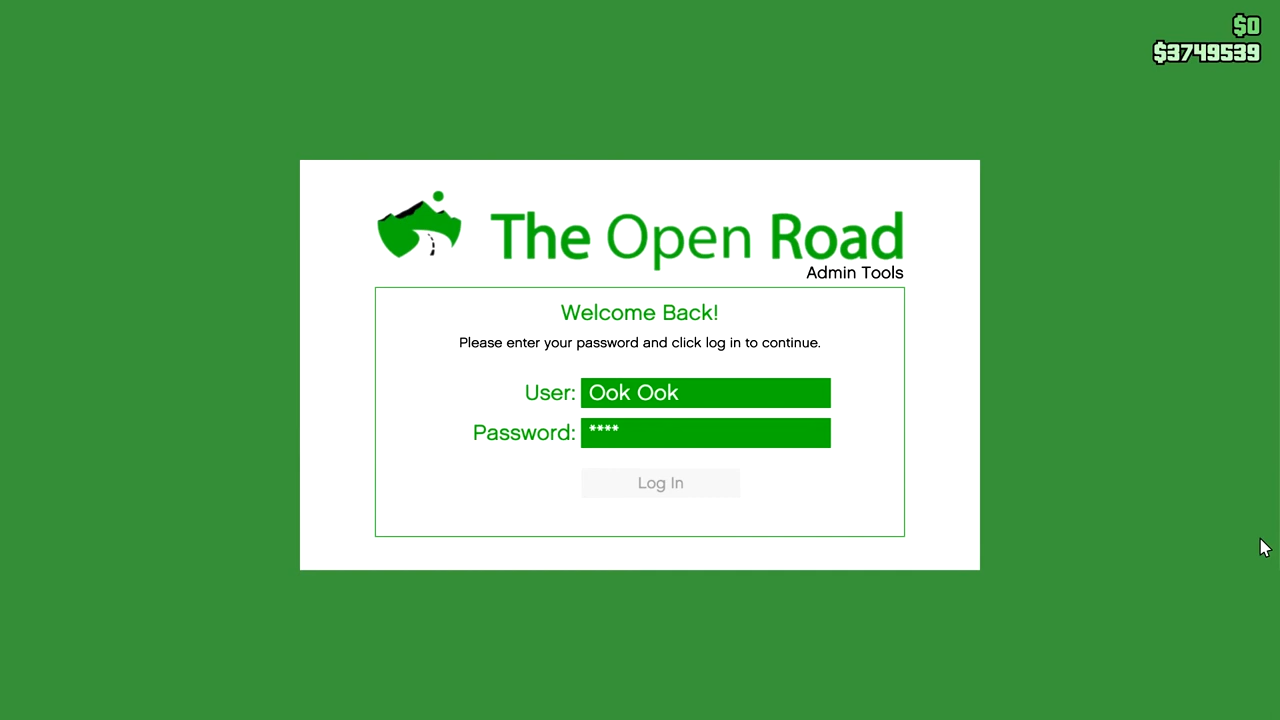 $0
$3749539
The Open Road
Admin Tools
Welcome Back!
Please enter your password and click log in to continue.
User: Ook Ook
Password: ****
Log In